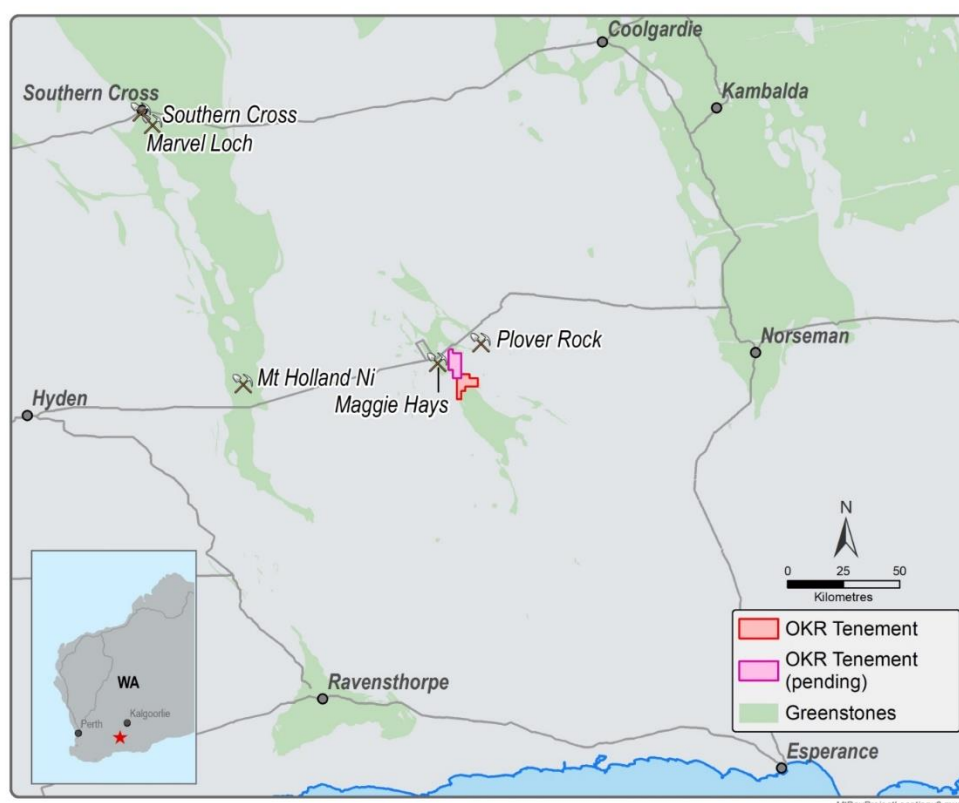 Coolgardie
Southern Cross
Kambalda
Southern Cross
Marvel Loch
Plover Rock
Norseman
Mt Holland Ni
Maggie Hays
Hyden
N
0 25 50
Kilometres
OKR Tenement
OKR Tenement
(pending)
Greenstones
WA
Kalgoorlie
Perth
Ravensthorpe
Esperance